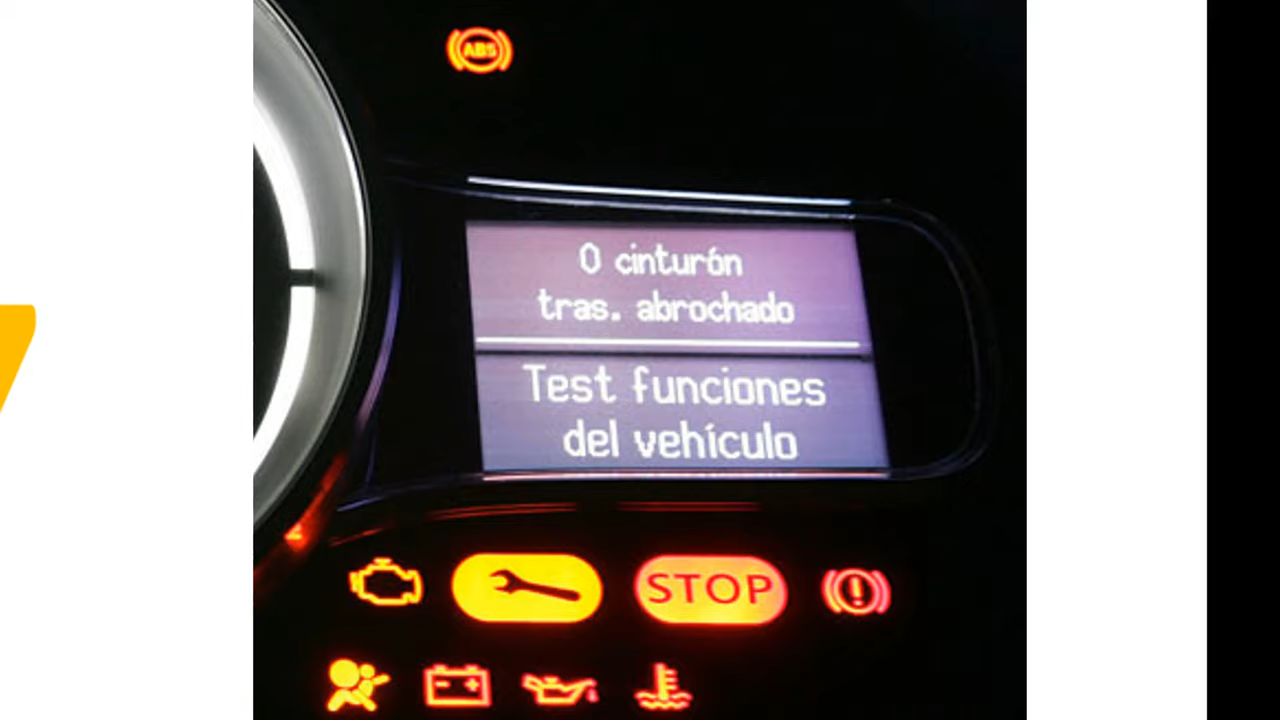 ABS
0 cinturón
tras. abrochado
Test funciones
del vehículo
STOP